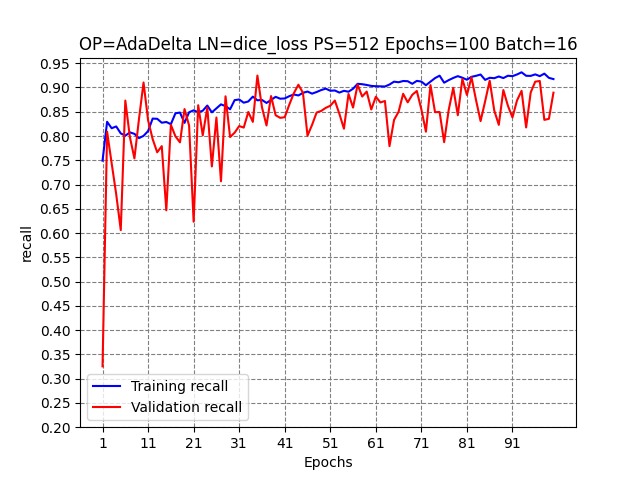 OP=AdaDelta LN=dice_loss PS=512 Epochs=100 Batch=16
0.95
0.90
0.85
0.80
0.75
0.70
0.65
0.60
0.55
0.50
0.45
0.40
0.35
0.30
0.25
0.20
recall
Training recall
Validation recall
1 11 21 31 41 51 61 71 81 91
Epochs